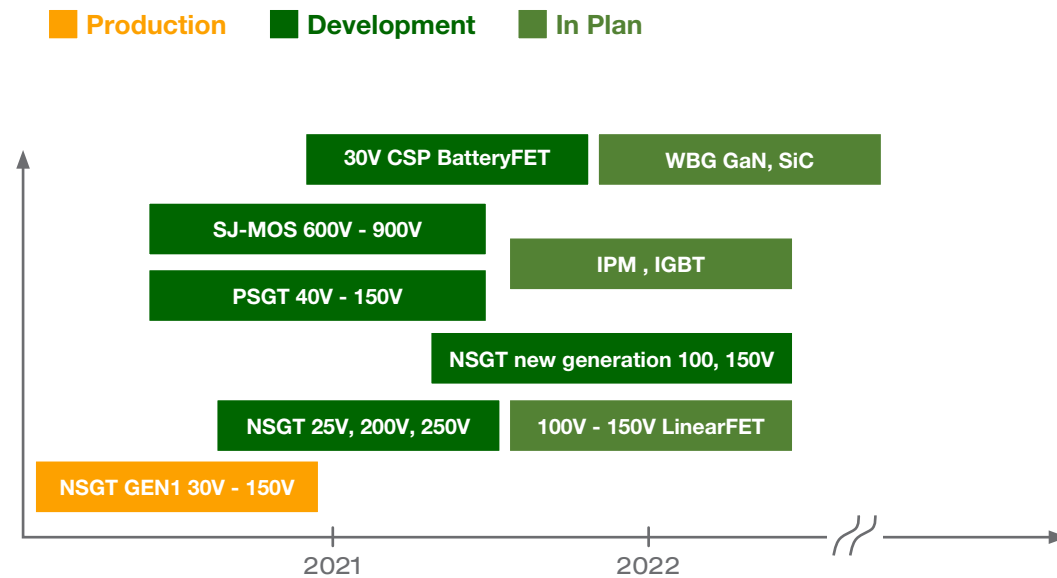 Production
Development
In Plan
30V CSP BatteryFET
WBG GaN, SiC
SJ-MOS 600V - 900V
IPM , IGBT
PSGT 40V - 150V
NSGT new generation 100, 150V
NSGT 25V, 200V, 250V
100V - 150V LinearFET
NSGT GEN1 30V - 150V
2021
2022